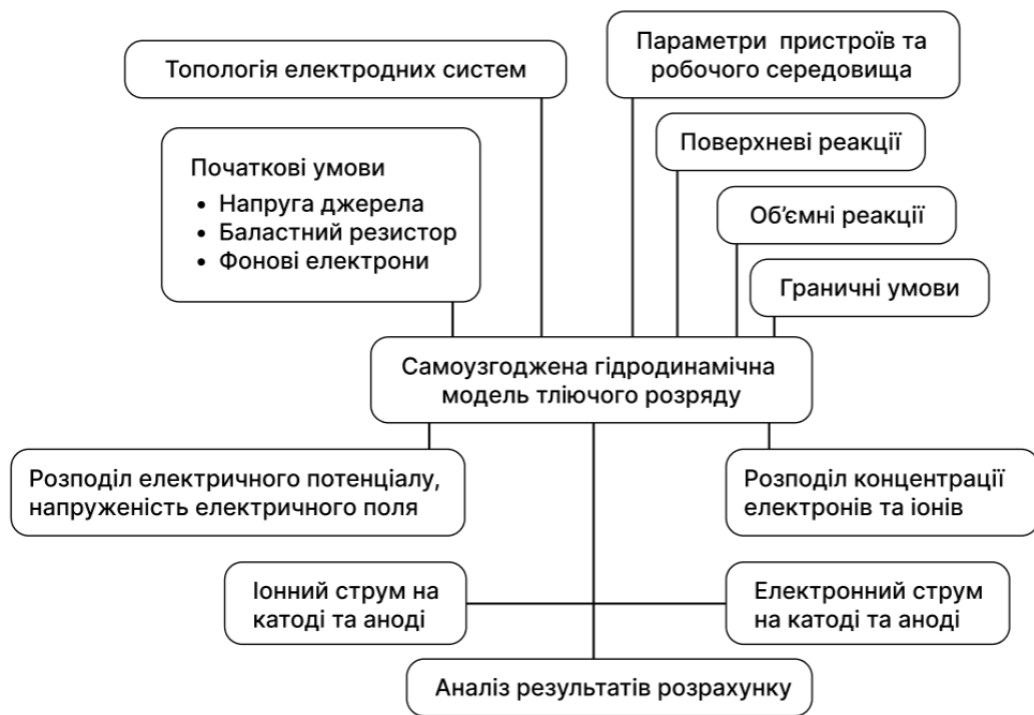 Топологія електродних систем
Параметри пристроїв та
робочого середовища
Початкові умови
• Напруга джерела
• Баластний резистор
• Фонові електрони
Поверхневі реакції
Об’ємні реакції
Граничні умови
Самоузгоджена гідродинамічна
модель тліючого розряду
Розподіл електричного потенціалу,
напруженість електричного поля
Розподіл концентрації
електронів та іонів
Іонний струм на
катоді та аноді
Електронний струм
на катоді та аноді
Аналіз результатів розрахунку